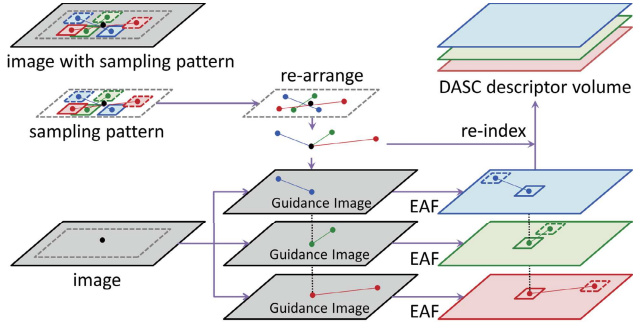 image with sampling pattern
sampling pattern
re-arrange
DASC descriptor volume
re-index
Guidance Image
EAF
Guidance Image
EAF
image
Guidance Image
EAF